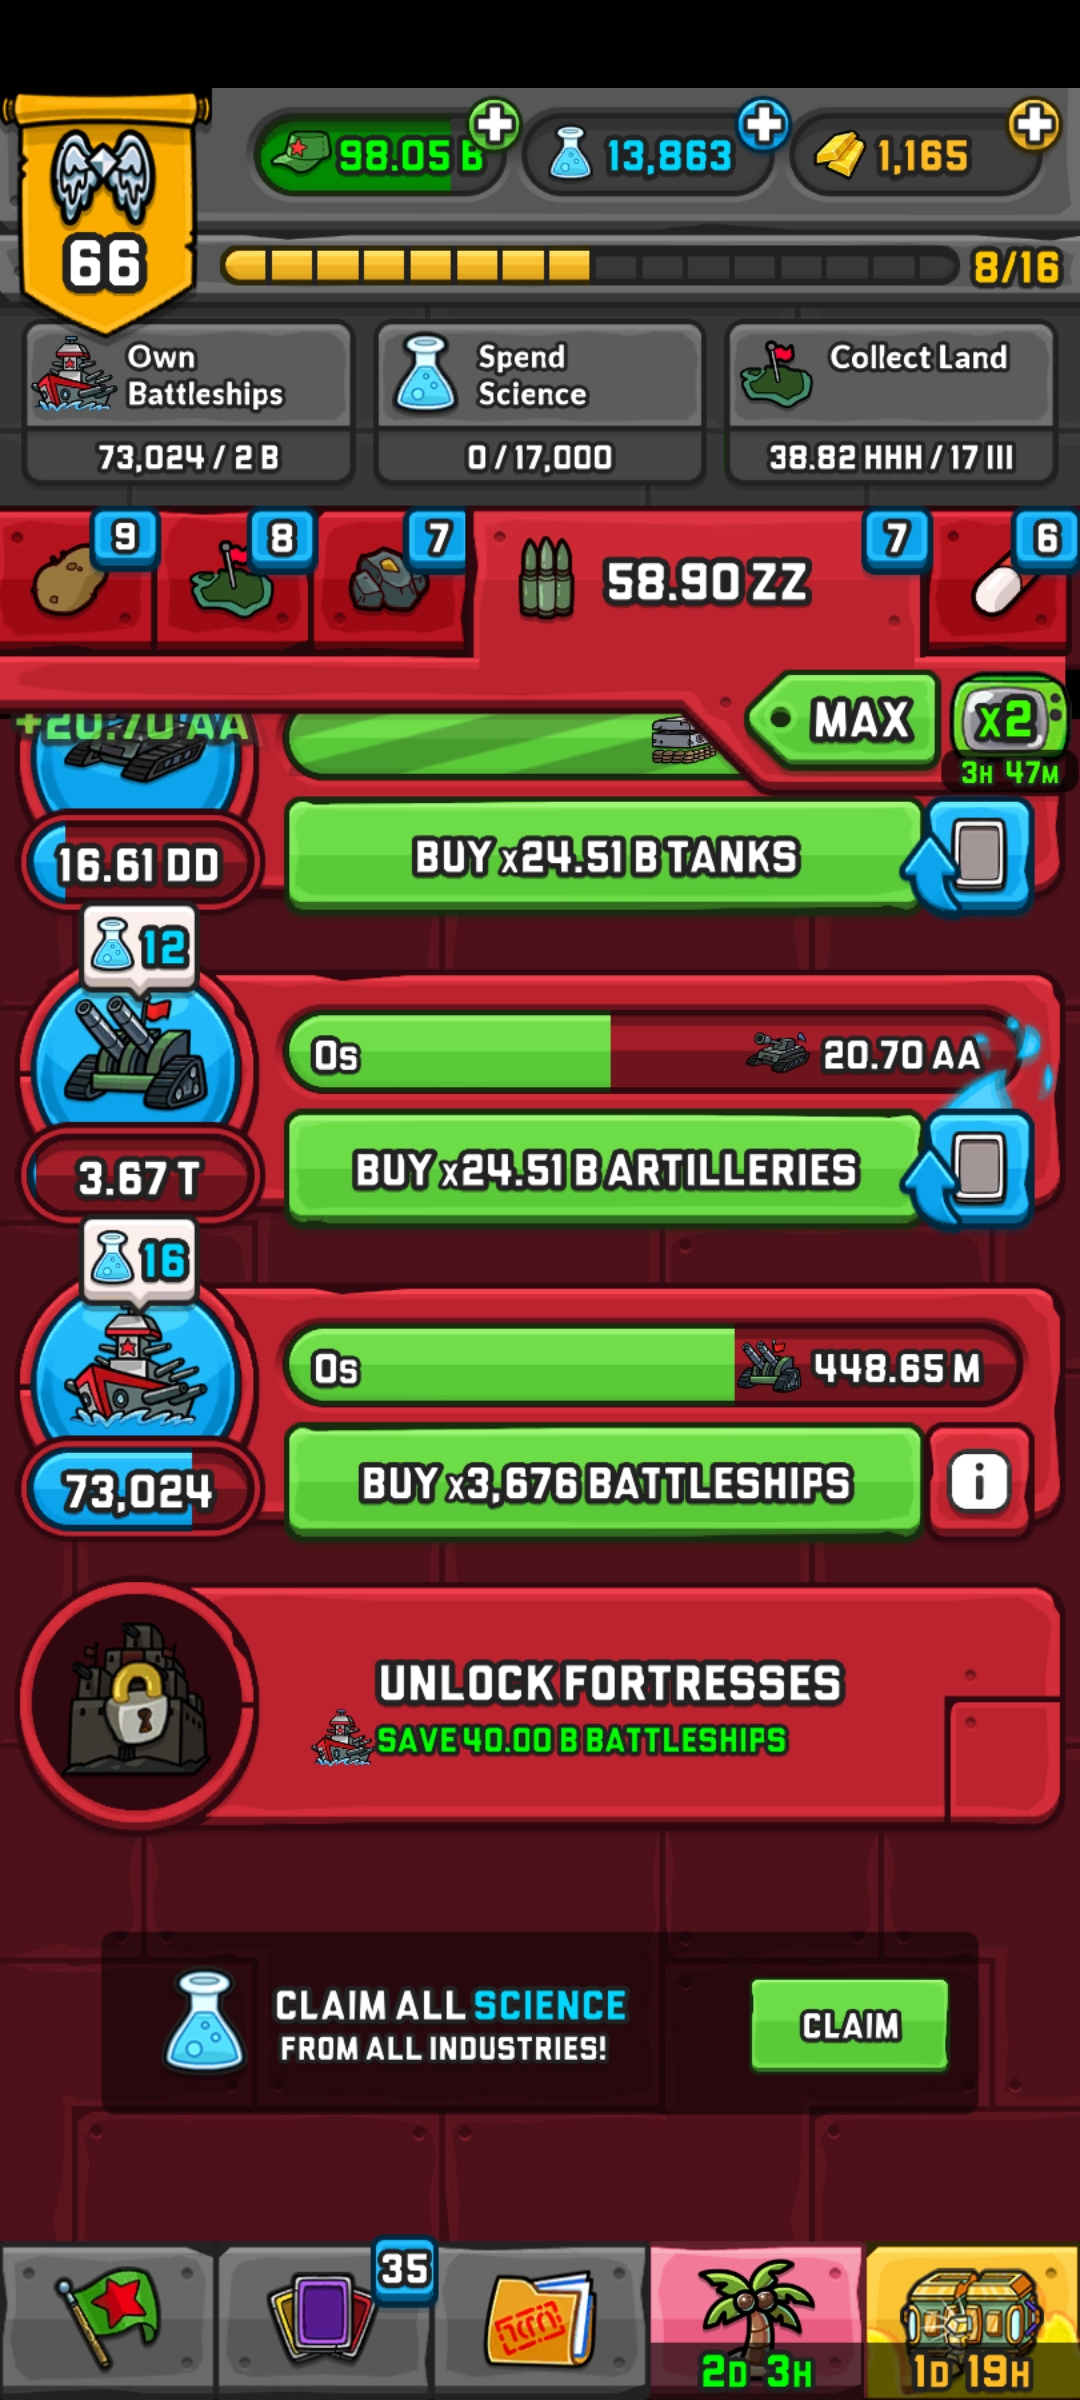 98.05 B
13,863
1,165
66
8/16
Own
Battleships
73,024 / 2 B
Spend
Science
0 / 17,000
Collect Land
38.82 HHH / 17 III
9
8
7
58.90 ZZ
7
6
MAX
x2
3H 47M
+20.70 AA
16.61 DD
BUY x24.51 B TANKS
12
0s
20.70 AA
3.67 T
BUY x24.51 B ARTILLERIES
16
0s
448.65 M
73,024
BUY x3,676 BATTLESHIPS
i
UNLOCK FORTRESSES
SAVE 40.00 B BATTLESHIPS
CLAIM ALL SCIENCE
FROM ALL INDUSTRIES!
CLAIM
35
2D 3H
1D 19H